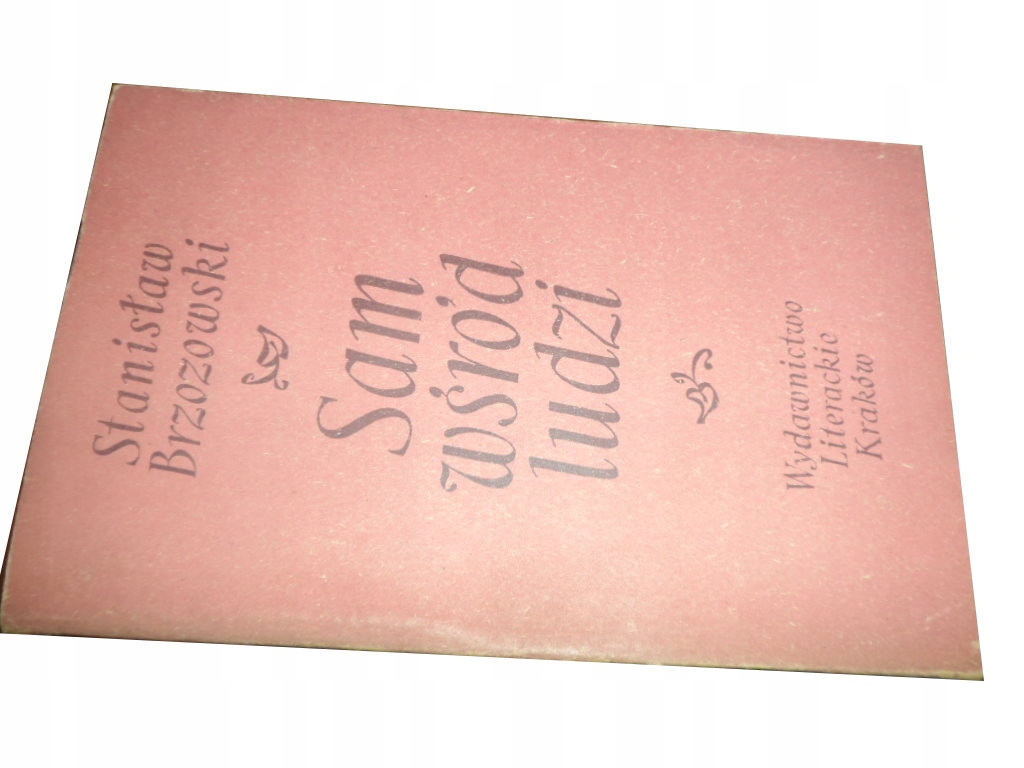 Stanisław
Brzozowski
Sam
wśród
ludzi
Wydawnictwo
Literackie
Kraków